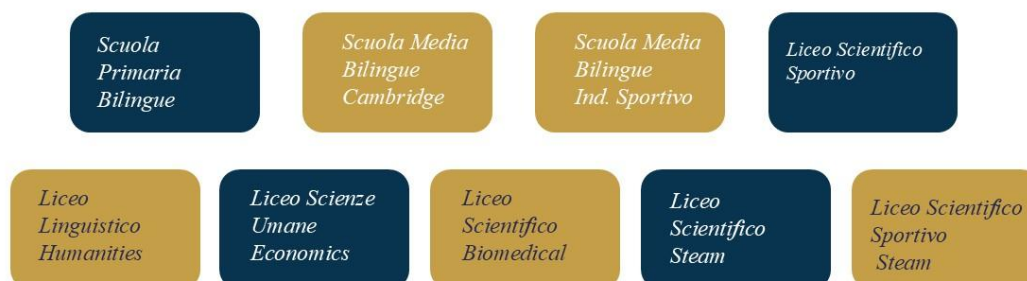 Scuola
Primaria
Bilingue
Scuola Media
Bilingue
Cambridge
Scuola Media
Bilingue
Ind. Sportivo
Liceo Scientifico
Sportivo
Liceo
Linguistico
Humanities
Liceo Scienze
Umane
Economics
Liceo
Scientifico
Biomedical
Liceo
Scientifico
Steam
Liceo Scientifico
Sportivo
Steam